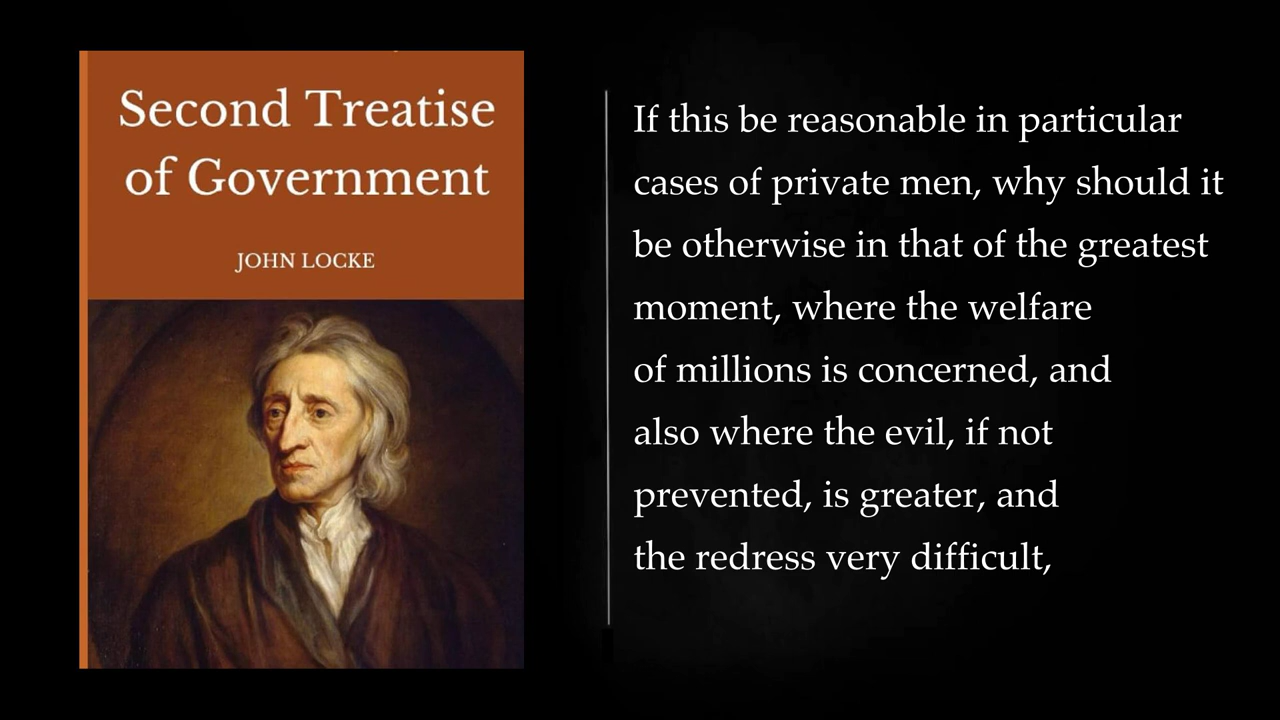 Second Treatise
of Government
JOHN LOCKE
If this be reasonable in particular
cases of private men, why should it
be otherwise in that of the greatest
moment, where the welfare
of millions is concerned, and
also where the evil, if not
prevented, is greater, and
the redress very difficult,